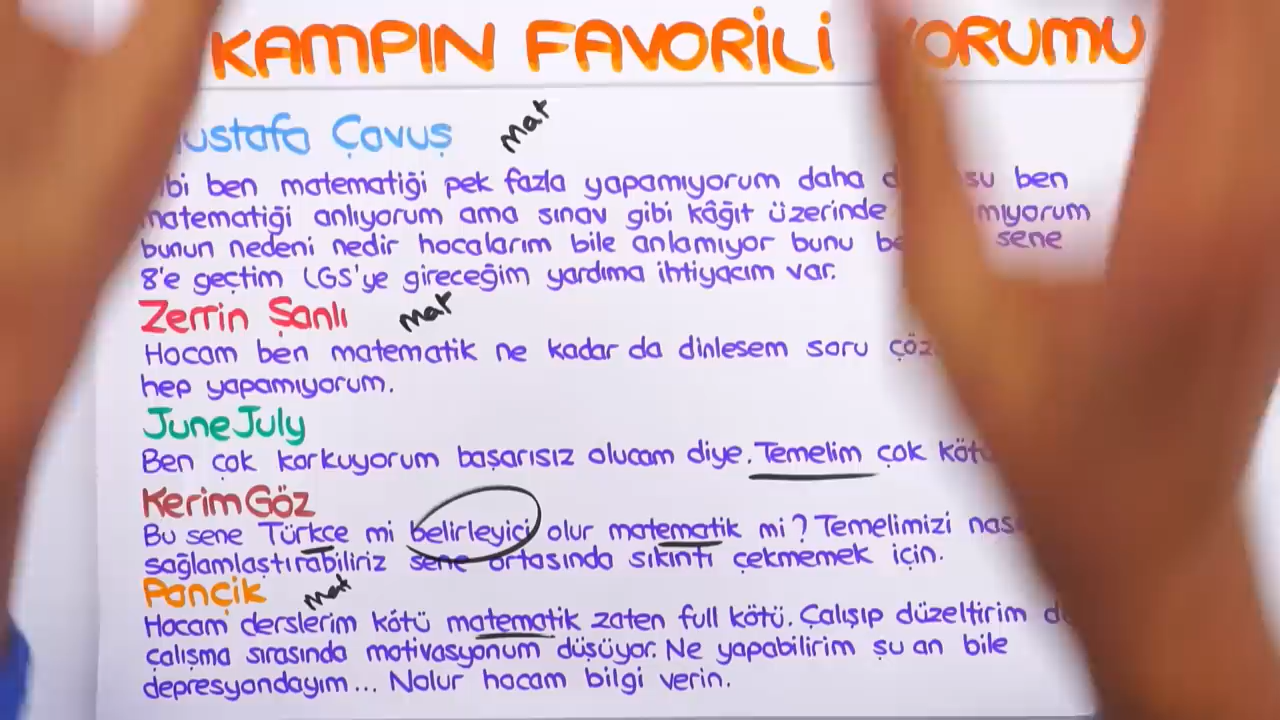 KAMPIN FAVORİLİ YORUMU
Mustafa Çavuş mat
ben matematiği pek fazla yapamıyorum daha ben
matematiği anlıyorum ama sınav gibi kâğıt üzerinde
bunun nedeni nedir hocalarım bile anlamıyor bunu sene
8'e geçtim LGS'ye gireceğim yardıma ihtiyacım var.
Zerrin Şanlı mat
Hocam ben matematik ne kadar da dinlesem soru
hep yapamıyorum.
JuneJuly
Ben çok korkuyorum başarısız olucam diye. Temelim çok
Kerim Göz
Bu sene Türkçe mi belirleyici olur matematik mi? Temelimizi
sağlamlaştırabiliriz sene ortasında sıkıntı çekmemek için.
Pançik mat
Hocam derslerim kötü matematik zaten full kötü. Çalışıp düzeltirim
çalışma sırasında motivasyonum düşüyor. Ne yapabilirim şu an bile
depresyondayım... Nolur hocam bilgi verin.